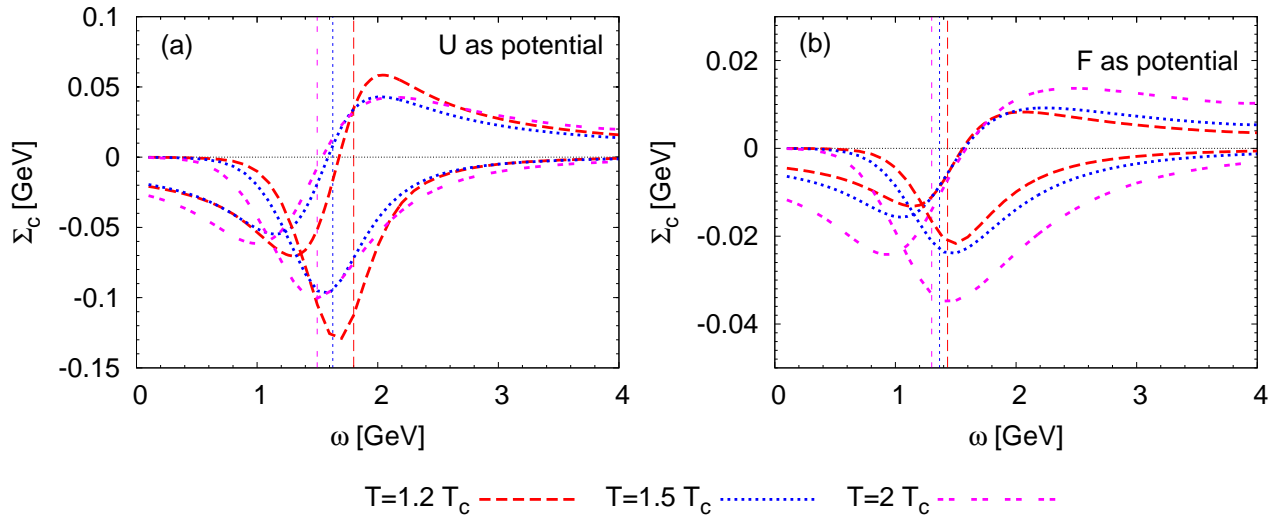 (a)
U as potential
0.1
0.05
0
-0.05
-0.1
-0.15
Σc [GeV]
0 1 2 3 4
ω [GeV]
(b)
F as potential
0.02
0
-0.02
-0.04
Σc [GeV]
0 1 2 3 4
ω [GeV]
T=1.2 Tc T=1.5 Tc T=2 Tc